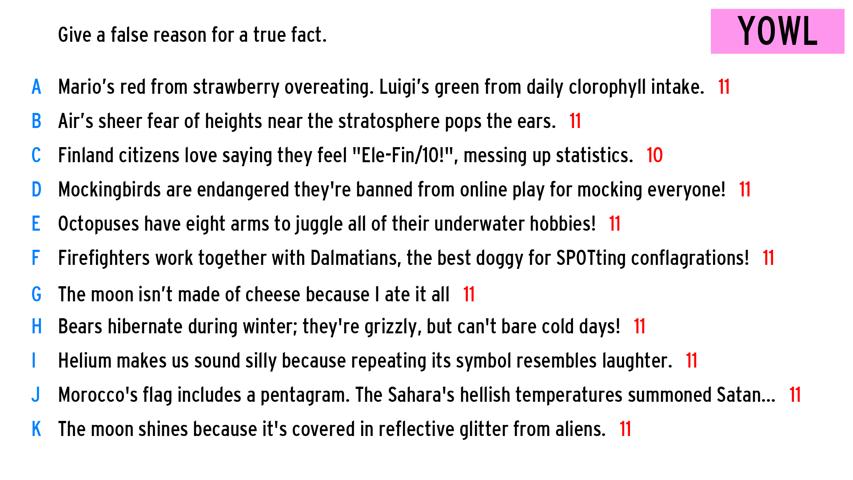 Give a false reason for a true fact.
YOWL
A Mario's red from strawberry overeating. Luigi's green from daily clorophyll intake. 11
B Air's sheer fear of heights near the stratosphere pops the ears. 11
C Finland citizens love saying they feel "Ele-Fin/10!", messing up statistics. 10
D Mockingbirds are endangered they're banned from online play for mocking everyone! 11
E Octopuses have eight arms to juggle all of their underwater hobbies! 11
F Firefighters work together with Dalmatians, the best doggy for SPOTting conflagrations! 11
G The moon isn't made of cheese because I ate it all 11
H Bears hibernate during winter; they're grizzly, but can't bare cold days! 11
I Helium makes us sound silly because repeating its symbol resembles laughter. 11
J Morocco's flag includes a pentagram. The Sahara's hellish temperatures summoned Satan... 11
K The moon shines because it's covered in reflective glitter from aliens. 11